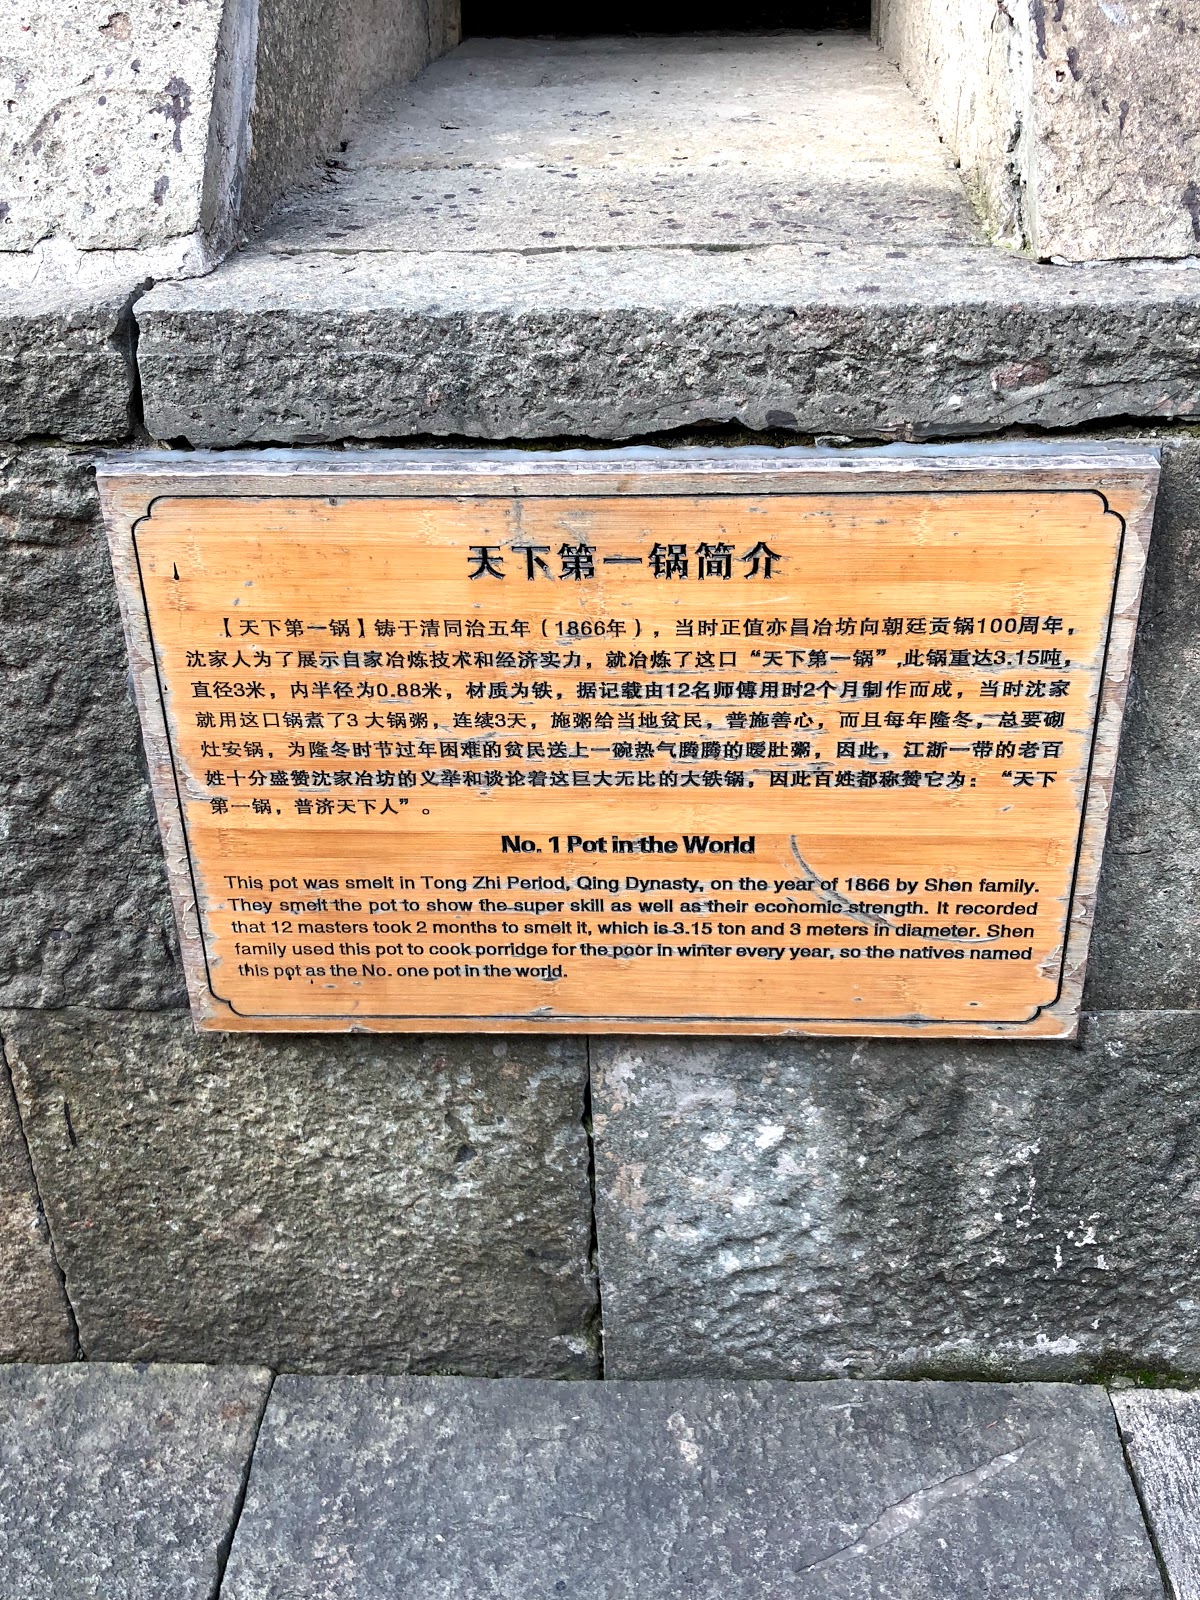 天下第一锅简介
【天下第一锅】铸于清同治五年（1866年），当时正值亦昌冶坊向朝廷贡锅100周年，
沈家人为了展示自家冶炼技术和经济实力，就冶炼了这口“天下第一锅”,此锅重达3.15吨，
直径3米，内半径为0.88米，材质为铁，据记载由12名师傅用时2个月制作而成，当时沈家
就用这口锅煮了3大锅粥，连续3天，施粥给当地贫民，普施善心，而且每年隆冬，总要砌
灶安锅，为隆冬时节过年困难的贫民送上一碗热气腾腾的暧肚粥，因此，江浙一带的老百
姓十分盛赞沈家冶坊的义举和谈论着这巨大无比的大铁锅，因此百姓都称赞它为：“天下
第一锅，普济天下人”。
No. 1 Pot in the World
This pot was smelt in Tong Zhi Period, Qing Dynasty, on the year of 1866 by Shen family.
They smelt the pot to show the super skill as well as their economic strength. It recorded
that 12 masters took 2 months to smelt it, which is 3.15 ton and 3 meters in diameter. Shen
family used this pot to cook porridge for the poor in winter every year, so the natives named
this pot as the No. one pot in the world.